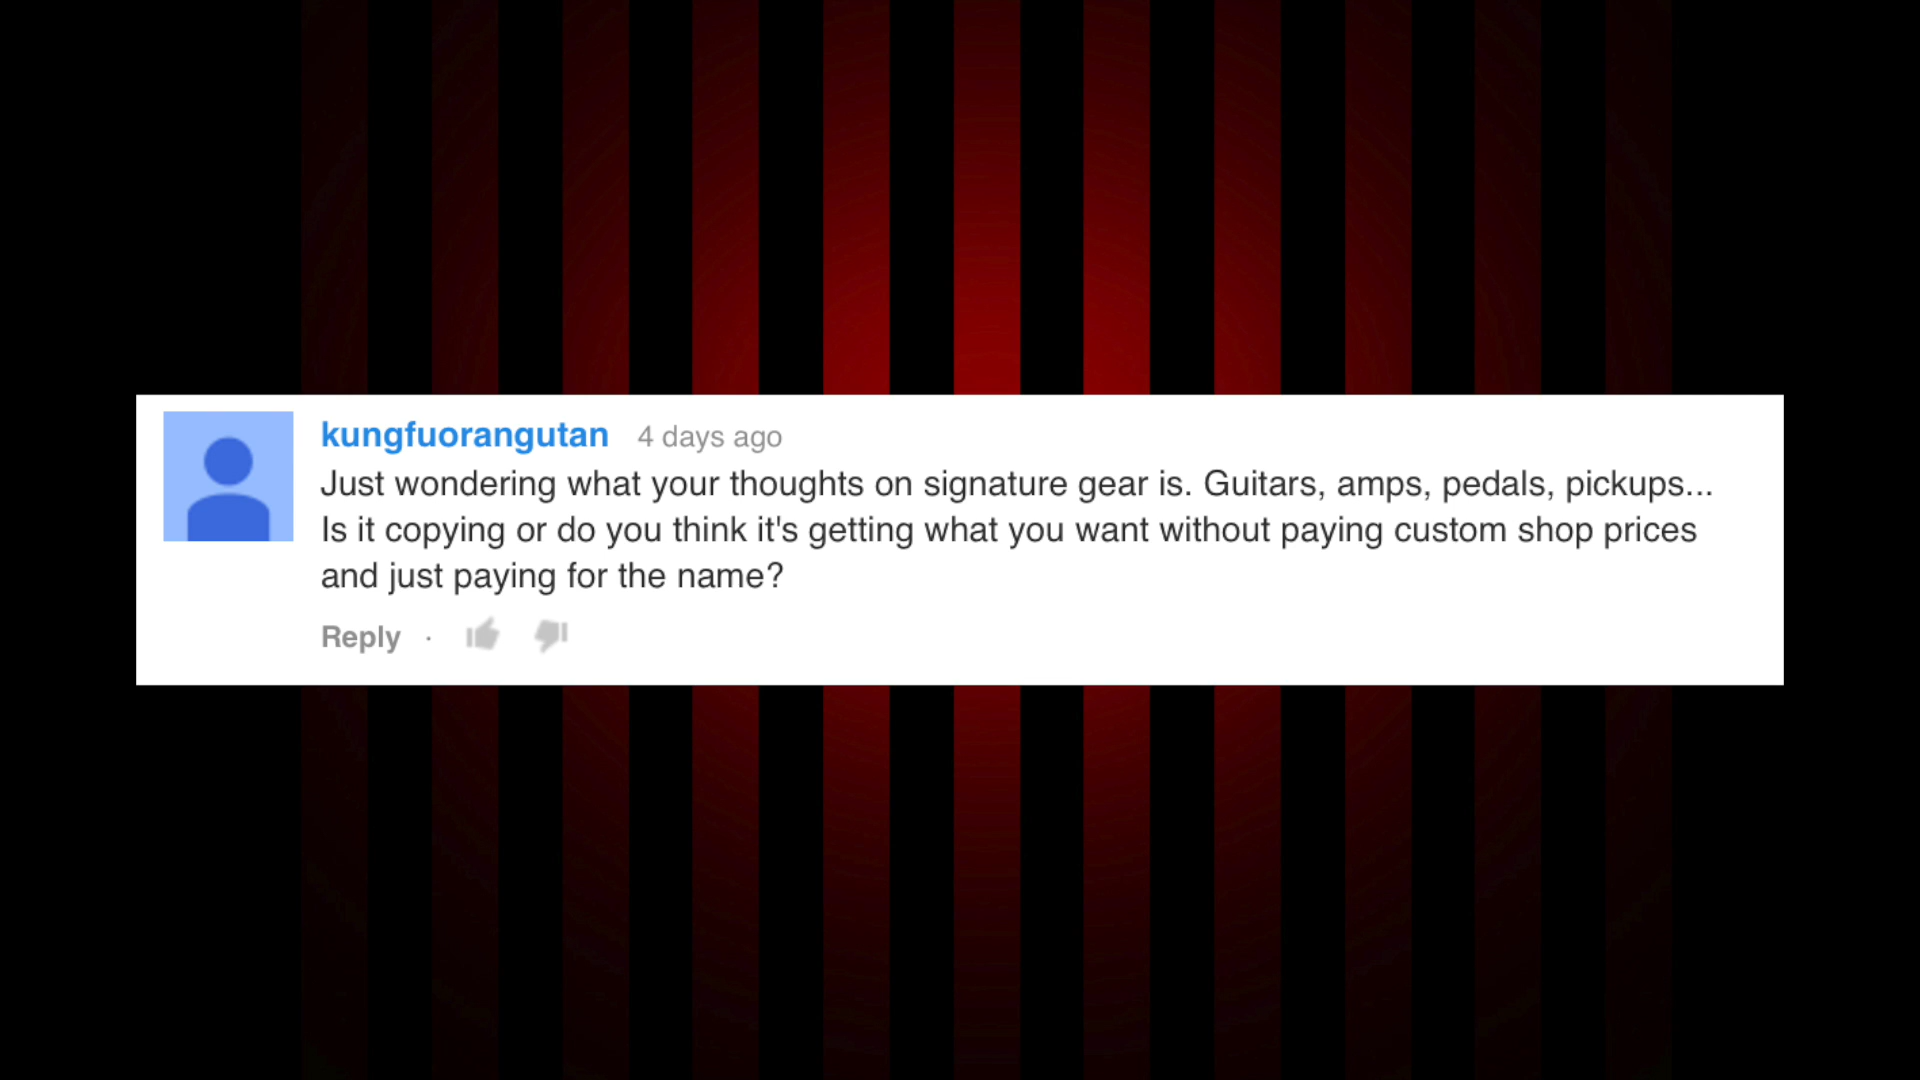 kungfuorangutan 4 days ago
Just wondering what your thoughts on signature gear is. Guitars, amps, pedals, pickups...
Is it copying or do you think it's getting what you want without paying custom shop prices
and just paying for the name?
Reply ·